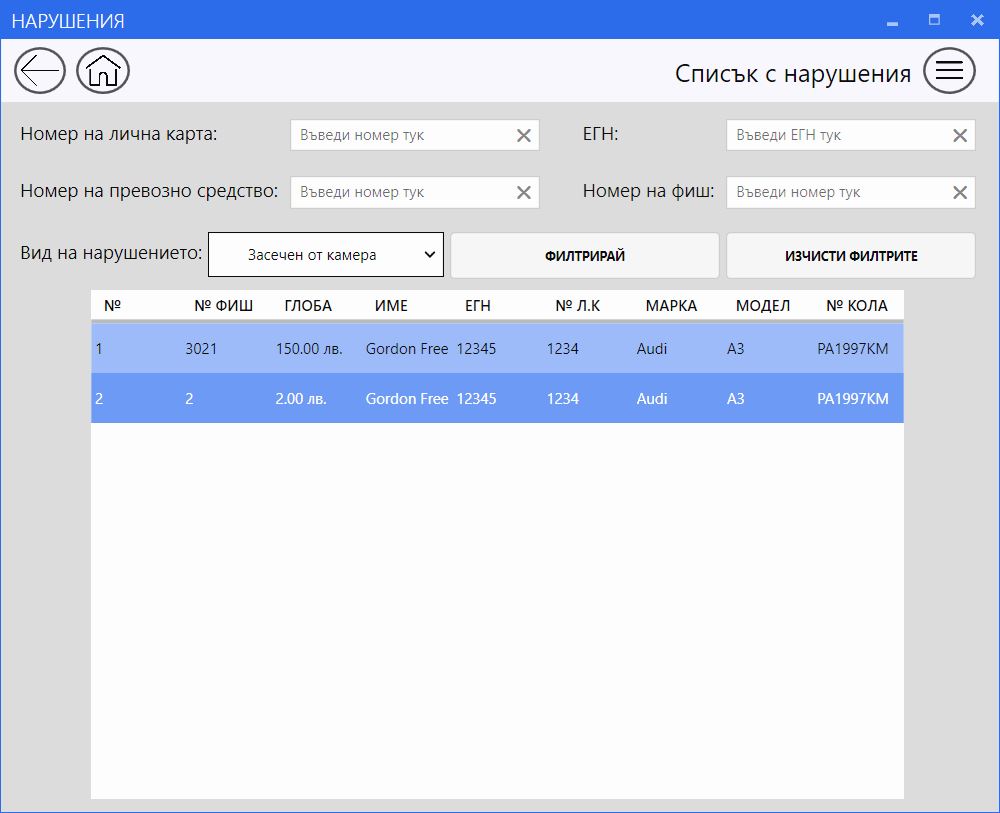 НАРУШЕНИЯ
Списък с нарушения
Номер на лична карта: Въведи номер тук ЕГН: Въведи ЕГН тук
Номер на превозно средство: Въведи номер тук Номер на фиш: Въведи номер тук
Вид на нарушението: Засечен от камера ФИЛТРИРАЙ ИЗЧИСТИ ФИЛТРИТЕ
№ № ФИШ ГЛОБА ИМЕ ЕГН № Л.К МАРКА МОДЕЛ № КОЛА
1 3021 150.00 лв. Gordon Free 12345 1234 Audi A3 PA1997KM
2 2 2.00 лв. Gordon Free 12345 1234 Audi A3 PA1997KM